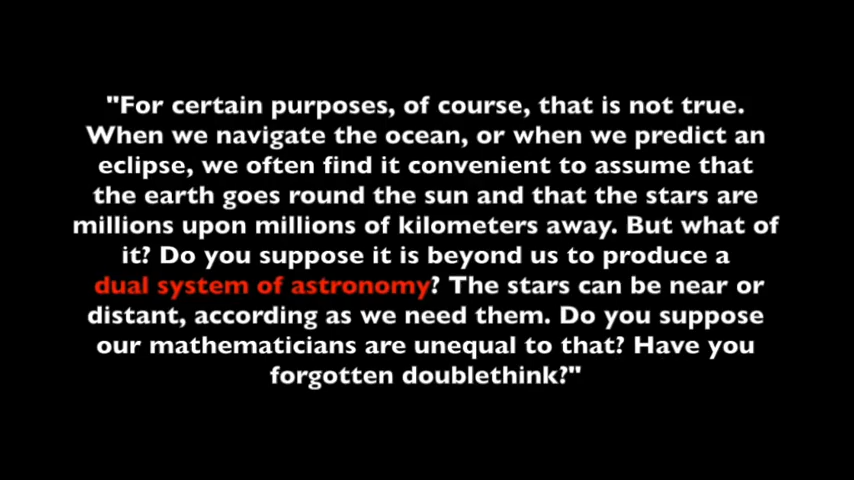 "For certain purposes, of course, that is not true.
When we navigate the ocean, or when we predict an
eclipse, we often find it convenient to assume that
the earth goes round the sun and that the stars are
millions upon millions of kilometers away. But what of
it? Do you suppose it is beyond us to produce a
dual system of astronomy? The stars can be near or
distant, according as we need them. Do you suppose
our mathematicians are unequal to that? Have you
forgotten doublethink?"